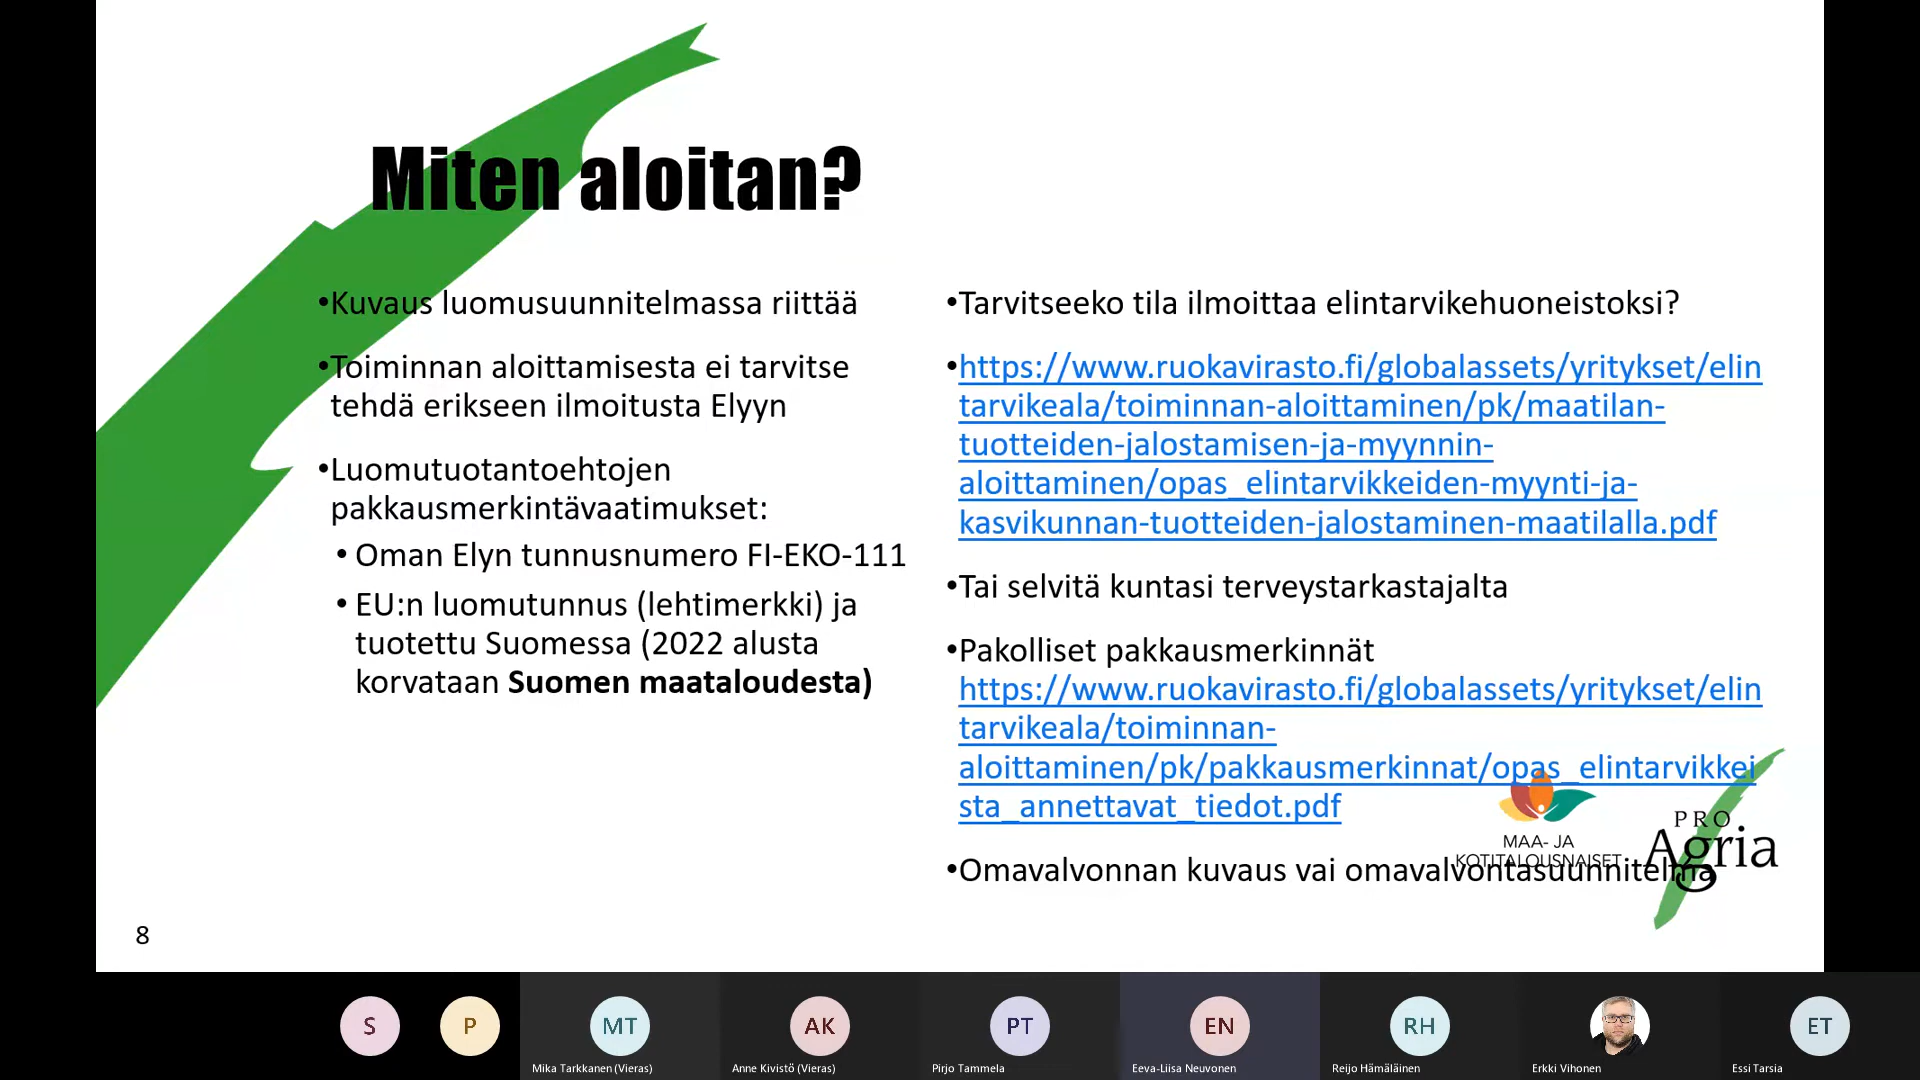 Miten aloitan?
•Kuvaus luomusuunnitelmassa riittää
•Toiminnan aloittamisesta ei tarvitse
tehdä erikseen ilmoitusta Elyyn
•Luomutuotantoehtojen
pakkausmerkintävaatimukset:
• Oman Elyn tunnusnumero FI-EKO-111
• EU:n luomutunnus (lehtimerkki) ja
tuotettu Suomessa (2022 alusta
korvataan Suomen maataloudesta)
•Tarvitseeko tila ilmoittaa elintarvikehuoneistoksi?
•https://www.ruokavirasto.fi/globalassets/yritykset/elin
tarvikeala/toiminnan-aloittaminen/pk/maatilan-
tuotteiden-jalostamisen-ja-myynnin-
aloittaminen/opas_elintarvikkeiden-myynti-ja-
kasvikunnan-tuotteiden-jalostaminen-maatilalla.pdf
•Tai selvitä kuntasi terveystarkastajalta
•Pakolliset pakkausmerkinnät
https://www.ruokavirasto.fi/globalassets/yritykset/elin
tarvikeala/toiminnan-
aloittaminen/pk/pakkausmerkinnat/opas_elintarvikkei
sta_annettavat_tiedot.pdf
•Omavalvonnan kuvaus vai omavalvontasuunnitelma
MAA- JA
KOTITALOUSNAISET
PRO
Agria
8
S
P
MT
AK
PT
EN
RH
ET
Mika Tarkkanen (Vieras)
Anne Kivistö (Vieras)
Pirjo Tammela
Eeva-Liisa Neuvonen
Reijo Hämäläinen
Erkki Vihonen
Essi Tarsia